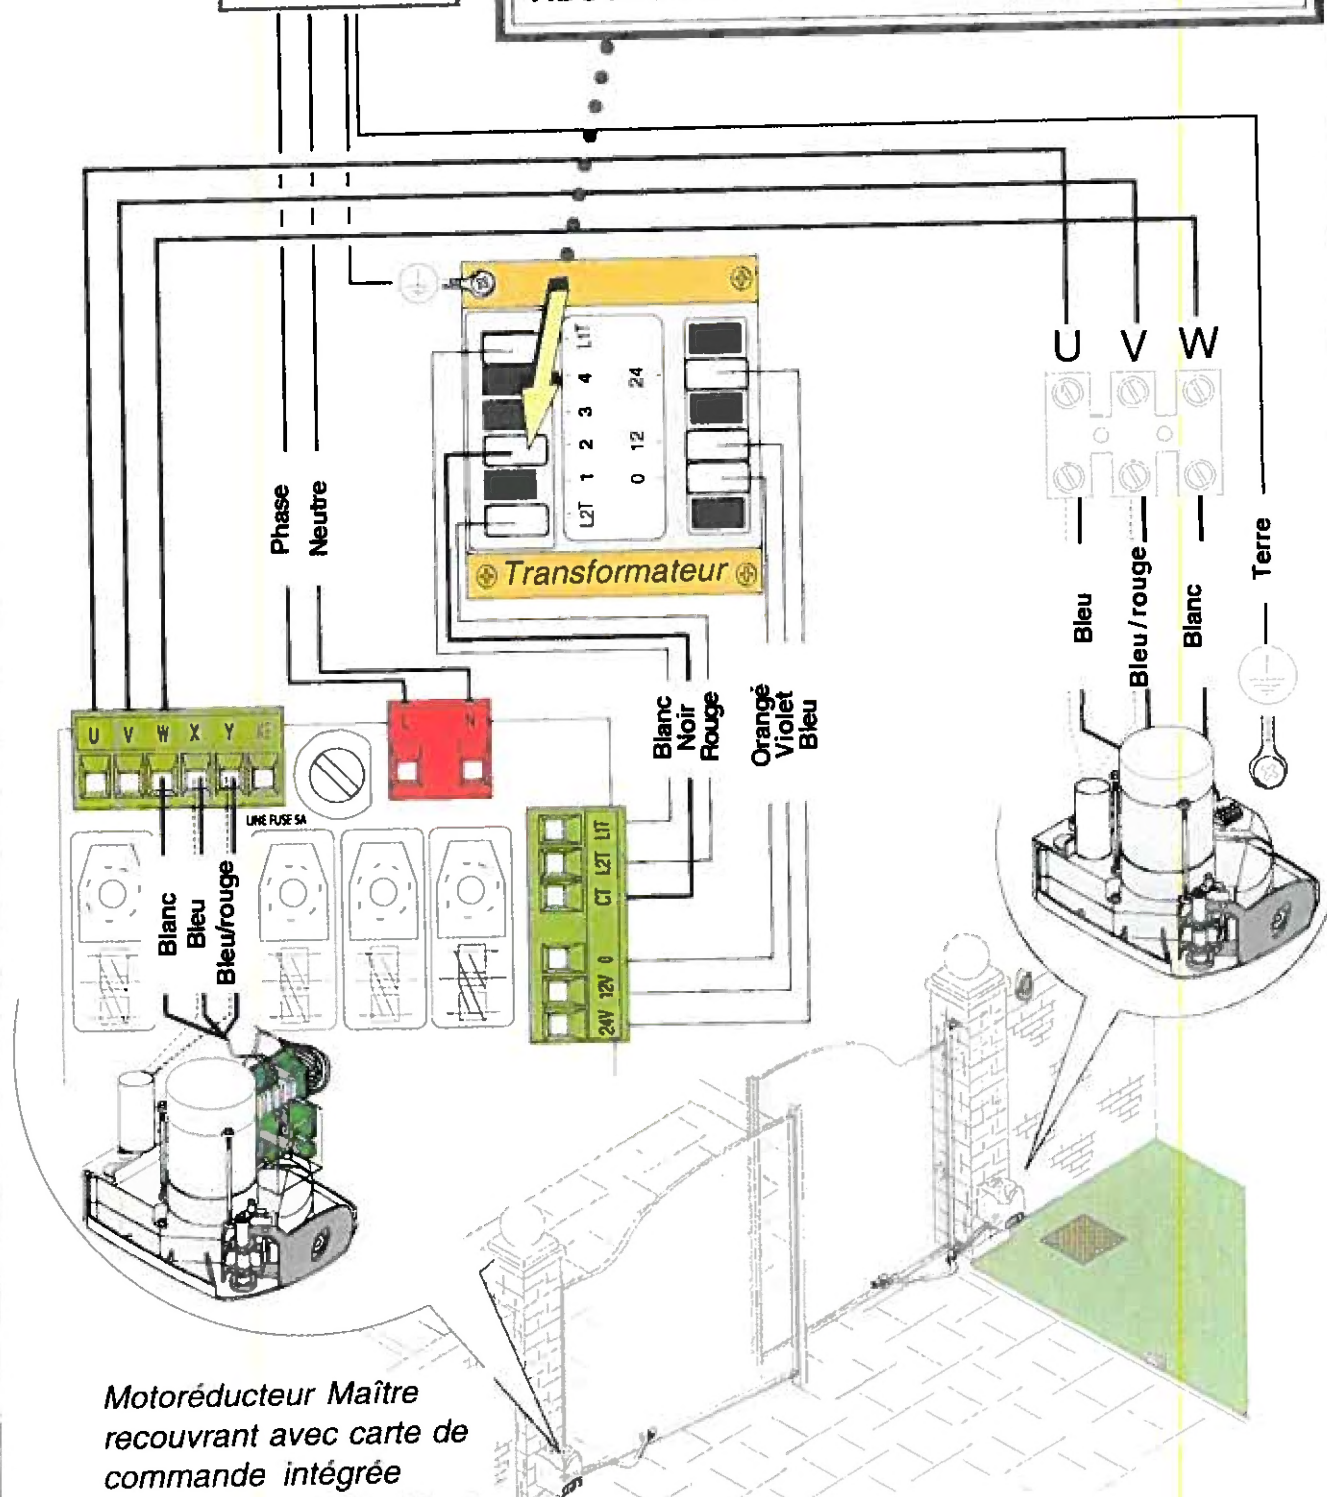 Phase
Neutre
L1T
4
3
2
1
L2T
24
12
0
Transformateur
U
V
W
Bleu
Bleu / rouge
Blanc
Terre
U V W X Y
L N
LINE FUSE 5A
Blanc
Noir
Rouge
Orangé
Violet
Bleu
L1T
L2T
CT
0
12V
24V
Blanc
Bleu
Bleu/rouge
Motoréducteur Maître
recouvrant avec carte de
commande intégrée